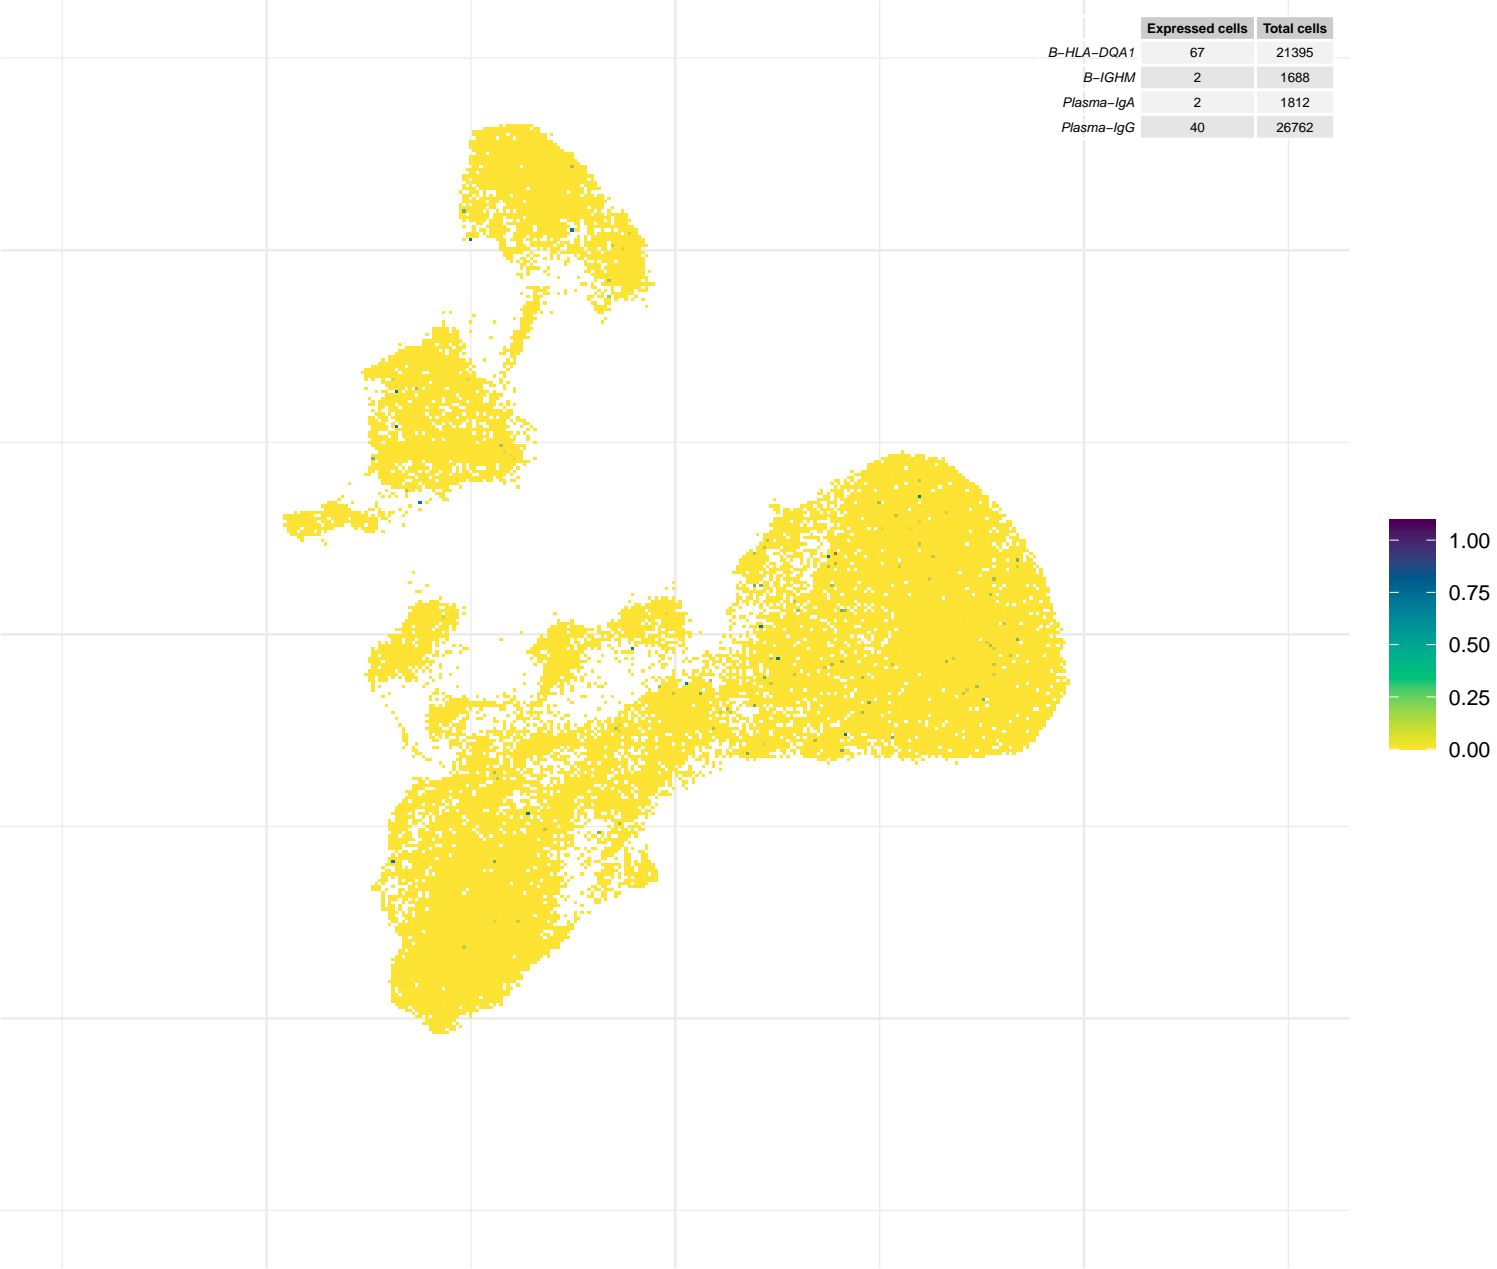 Expressed cells Total cells
B−HLA−DQA1 67 21395
B−IGHM 2 1688
Plasma−IgA 2 1812
Plasma−IgG 40 26762
1.00
0.75
0.50
0.25
0.00